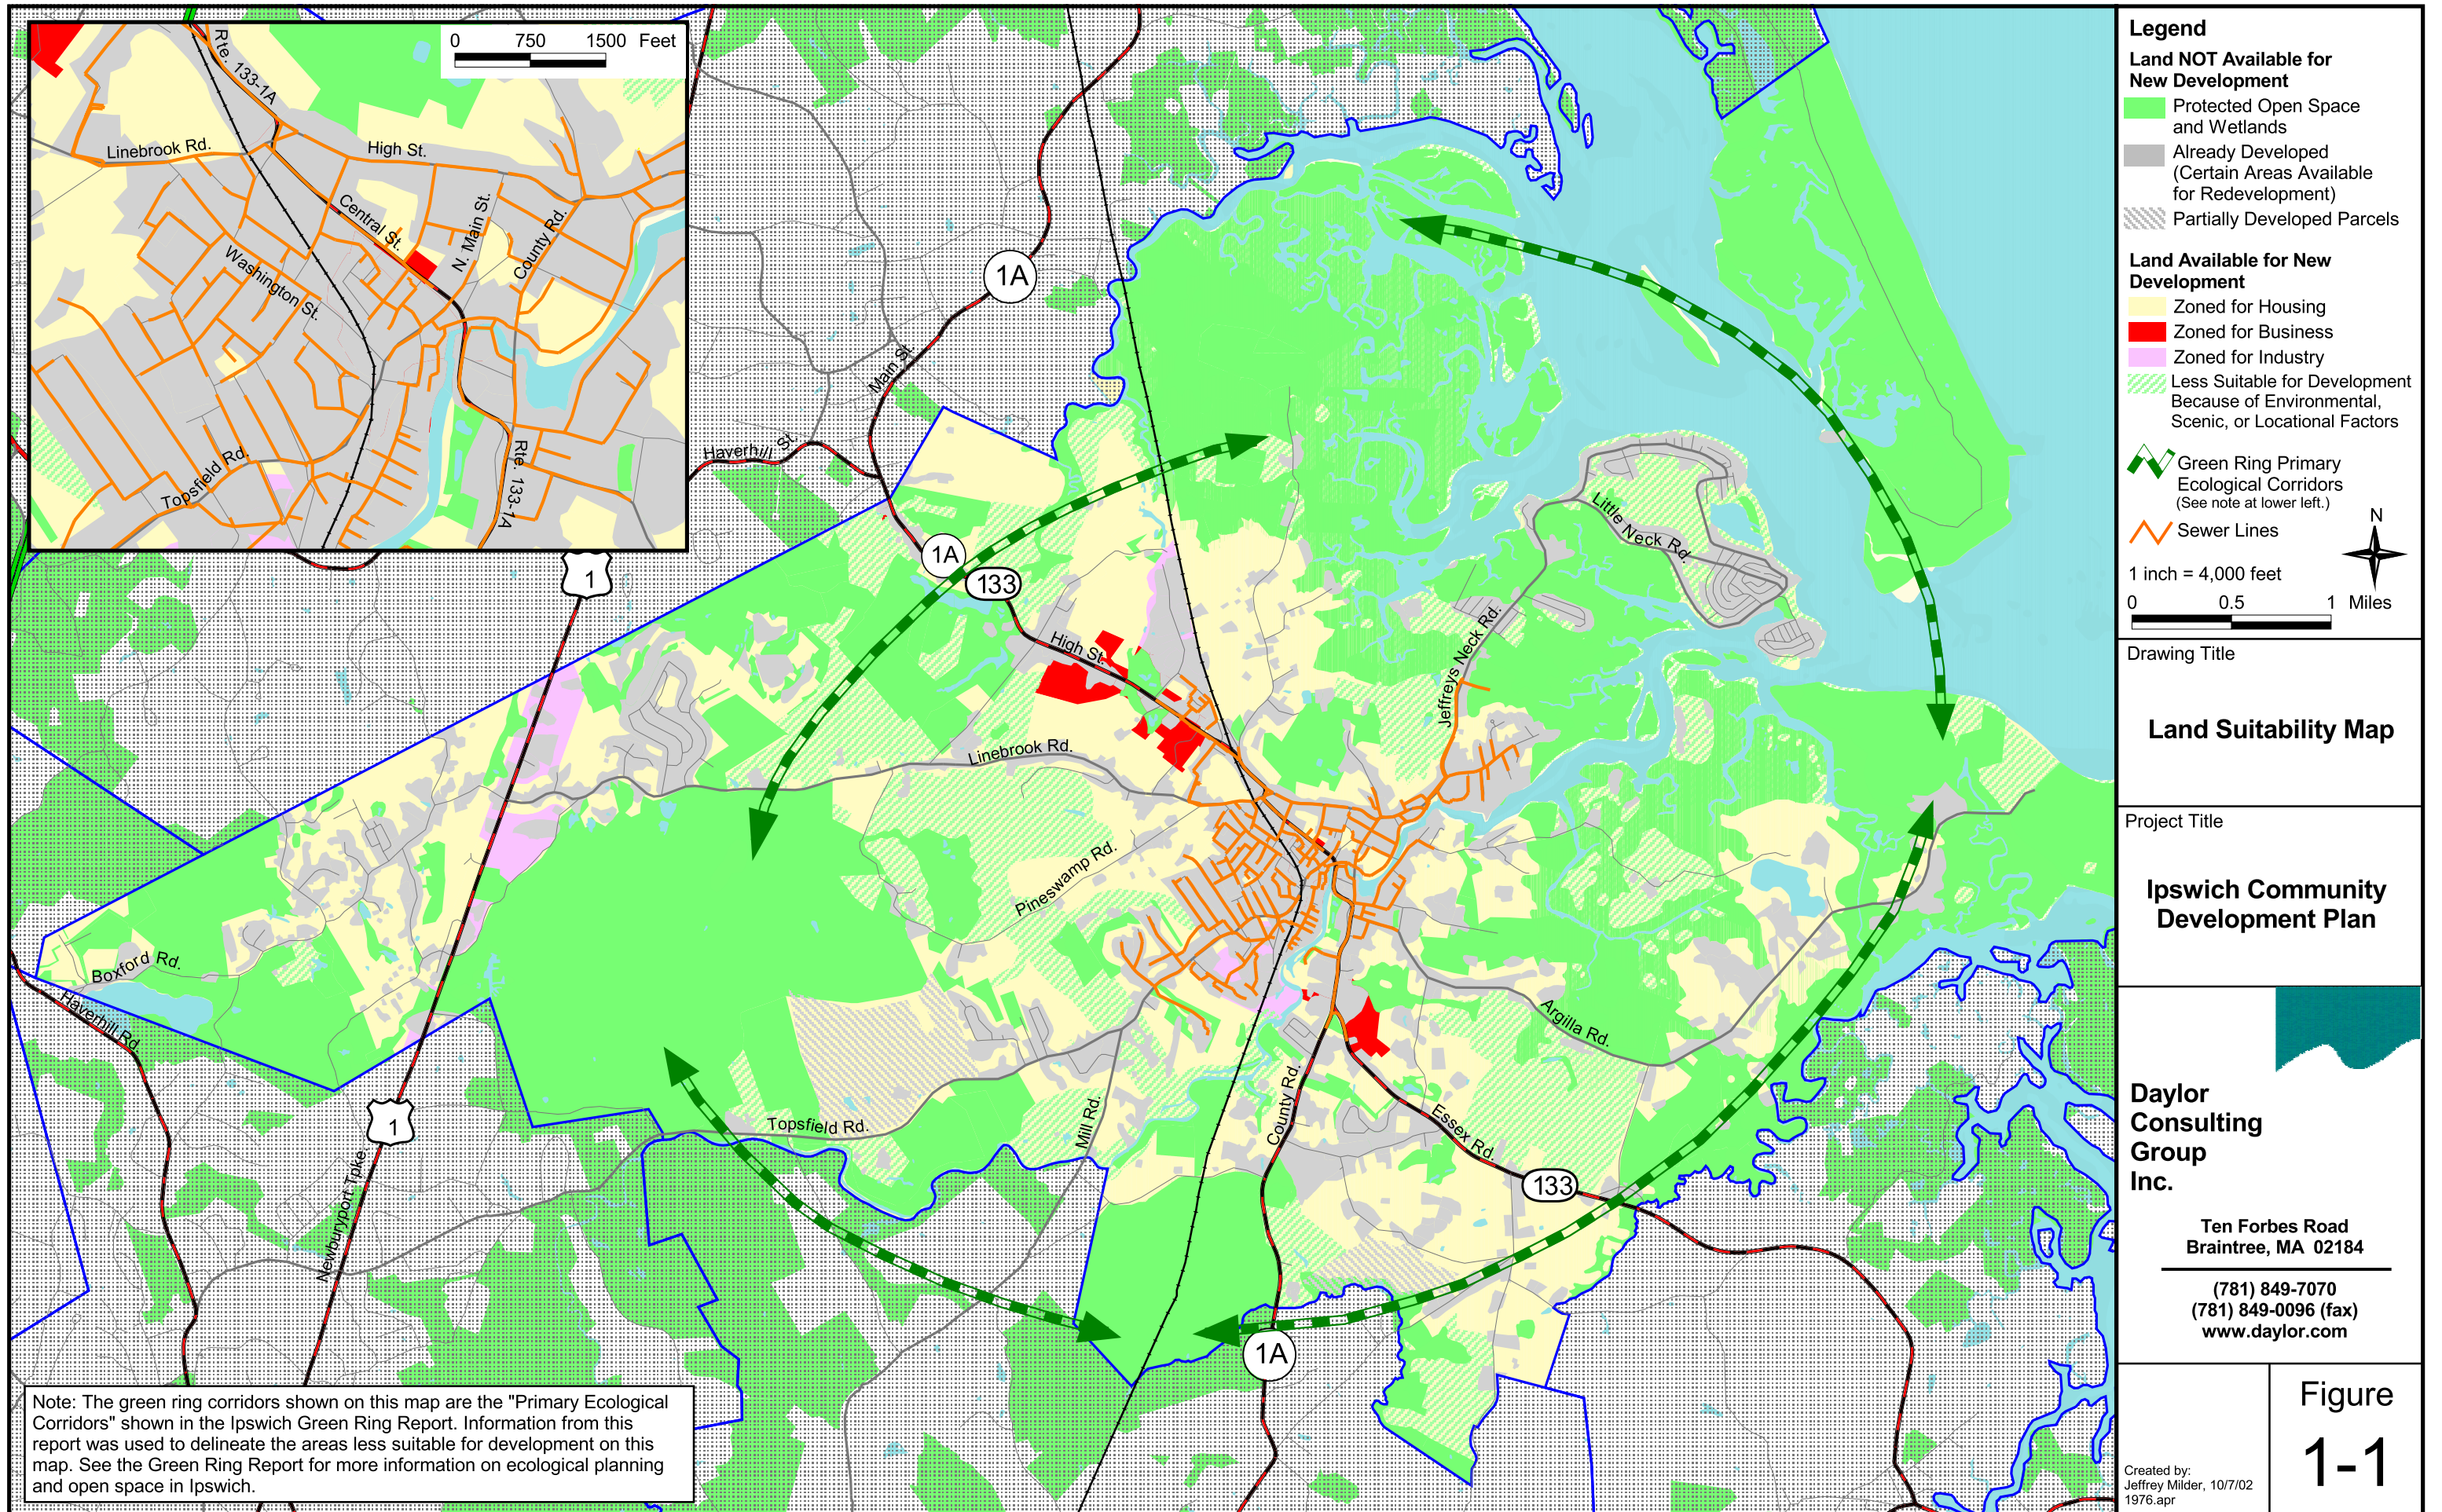 0 750 1500 Feet
Rte. 133-1A
Linebrook Rd.
High St.
Central St.
N. Main St.
County Rd.
Washington St.
Topsfield Rd.
Rte. 133-1A
1A
Main St.
Haverhill St.
1A
133
1
High St.
Linebrook Rd.
Pineswamp Rd.
Jeffreys Neck Rd.
Little Neck Rd.
Boxford Rd.
Haverhill Rd.
1
Newburyport Tpke.
Topsfield Rd.
Mill Rd.
County Rd.
Essex Rd.
Argilla Rd.
133
1A
Note: The green ring corridors shown on this map are the "Primary Ecological
Corridors" shown in the Ipswich Green Ring Report. Information from this
report was used to delineate the areas less suitable for development on this
map. See the Green Ring Report for more information on ecological planning
and open space in Ipswich.
Legend
Land NOT Available for
New Development
Protected Open Space
and Wetlands
Already Developed
(Certain Areas Available
for Redevelopment)
Partially Developed Parcels
Land Available for New
Development
Zoned for Housing
Zoned for Business
Zoned for Industry
Less Suitable for Development
Because of Environmental,
Scenic, or Locational Factors
Green Ring Primary
Ecological Corridors
(See note at lower left.)
Sewer Lines
N
1 inch = 4,000 feet
0 0.5 1 Miles
Drawing Title
Land Suitability Map
Project Title
Ipswich Community
Development Plan
Daylor
Consulting
Group
Inc.
Ten Forbes Road
Braintree, MA 02184
(781) 849-7070
(781) 849-0096 (fax)
www.daylor.com
Created by:
Jeffrey Milder, 10/7/02
1976.apr
Figure
1-1